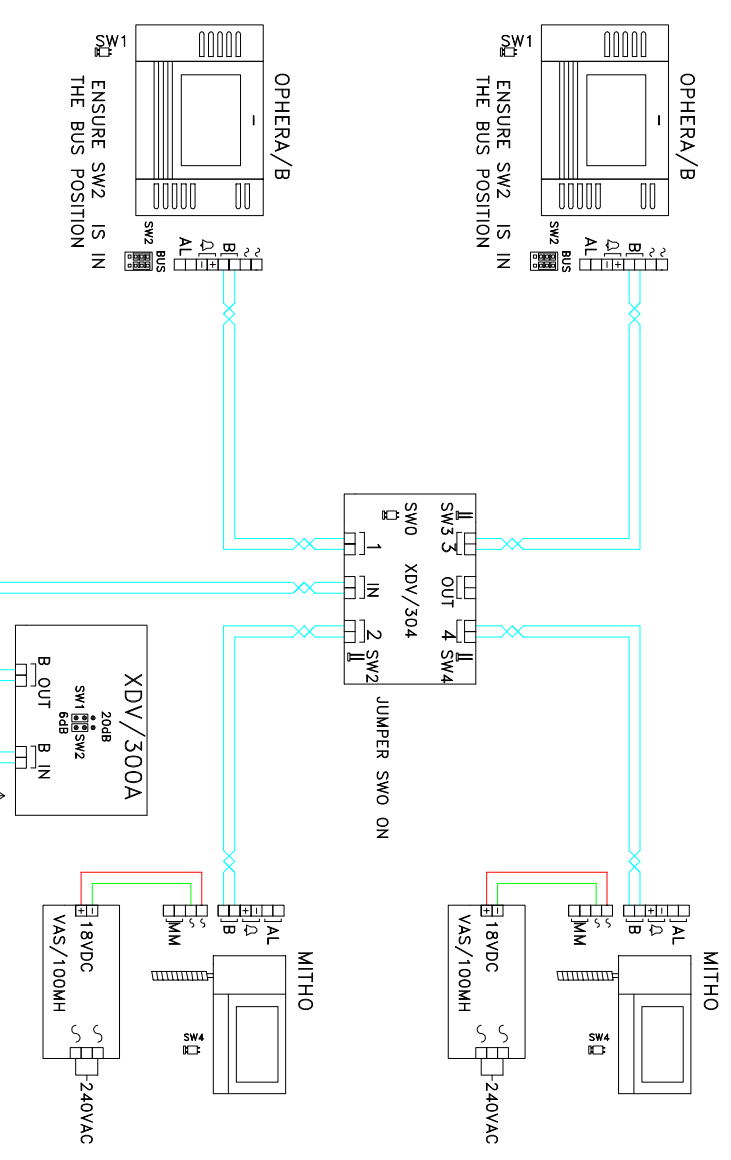 SW1
OPHERA/B
ENSURE SW2 IS IN
THE BUS POSITION
SW2
BUS
AL
- +
B
SW1
OPHERA/B
ENSURE SW2 IS IN
THE BUS POSITION
SW2
BUS
AL
- +
B
SW0
SW3
1
3
IN
OUT
XDV/304
2
4
SW2
SW4
JUMPER SW0 ON
XDV/300A
B OUT
B IN
SW1
SW2
20dB
6dB
MM
B
+ -
AL
MITHO
SW4
+ -
18VDC
VAS/100MH
240VAC
MM
B
+ -
AL
MITHO
SW4
+ -
18VDC
VAS/100MH
240VAC